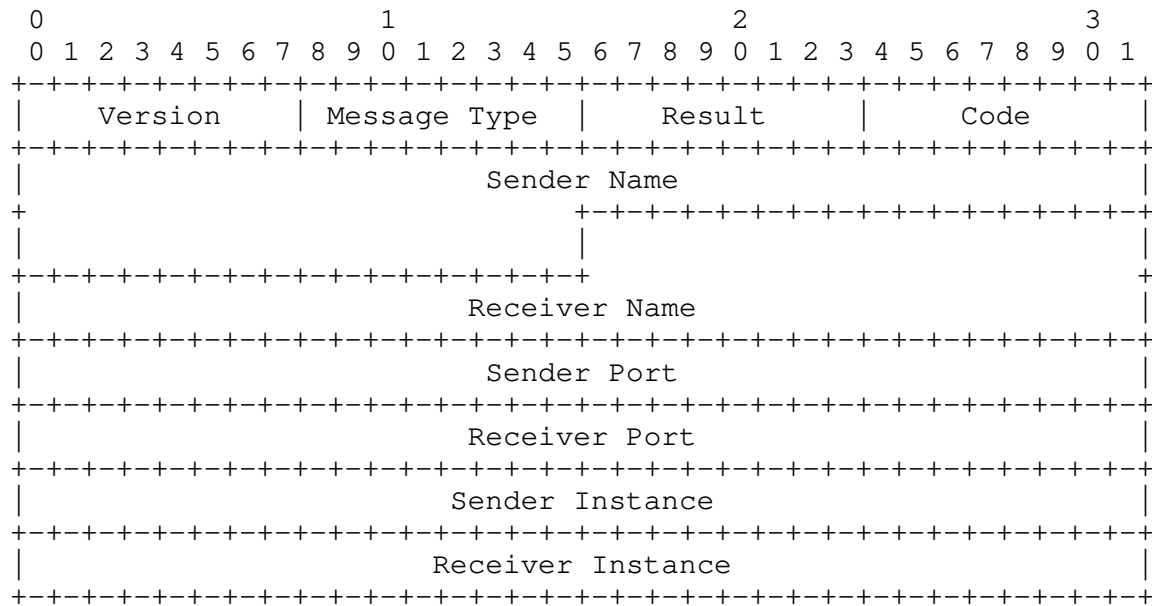 0                   1                   2                   3
 0 1 2 3 4 5 6 7 8 9 0 1 2 3 4 5 6 7 8 9 0 1 2 3 4 5 6 7 8 9 0 1
+-+-+-+-+-+-+-+-+-+-+-+-+-+-+-+-+-+-+-+-+-+-+-+-+-+-+-+-+-+-+-+-+
|    Version    | Message Type  |    Result     |     Code      |
+-+-+-+-+-+-+-+-+-+-+-+-+-+-+-+-+-+-+-+-+-+-+-+-+-+-+-+-+-+-+-+-+
|                          Sender Name                          |
+                               +-+-+-+-+-+-+-+-+-+-+-+-+-+-+-+-+
|                               |                               |
+-+-+-+-+-+-+-+-+-+-+-+-+-+-+-+-+                               +
|                         Receiver Name                         |
+-+-+-+-+-+-+-+-+-+-+-+-+-+-+-+-+-+-+-+-+-+-+-+-+-+-+-+-+-+-+-+-+
|                          Sender Port                          |
+-+-+-+-+-+-+-+-+-+-+-+-+-+-+-+-+-+-+-+-+-+-+-+-+-+-+-+-+-+-+-+-+
|                         Receiver Port                         |
+-+-+-+-+-+-+-+-+-+-+-+-+-+-+-+-+-+-+-+-+-+-+-+-+-+-+-+-+-+-+-+-+
|                        Sender Instance                        |
+-+-+-+-+-+-+-+-+-+-+-+-+-+-+-+-+-+-+-+-+-+-+-+-+-+-+-+-+-+-+-+-+
|                       Receiver Instance                       |
+-+-+-+-+-+-+-+-+-+-+-+-+-+-+-+-+-+-+-+-+-+-+-+-+-+-+-+-+-+-+-+-+